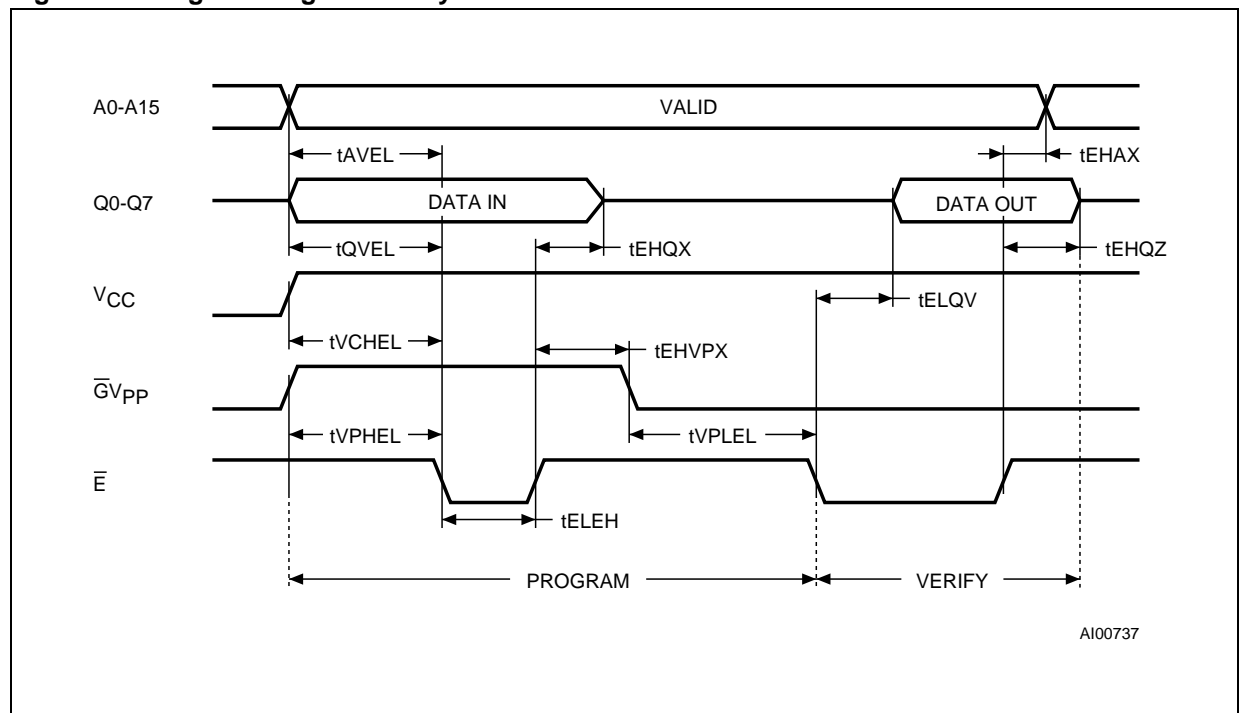 A0-A15
VALID
tAVEL
tEHAX
Q0-Q7
DATA IN
DATA OUT
tQVEL
tEHQX
tEHQZ
VCC
tELQV
tVCHEL
tEHVPX
G̅VPP
tVPHEL
tVPLEL
E̅
tELEH
PROGRAM
VERIFY
AI00737